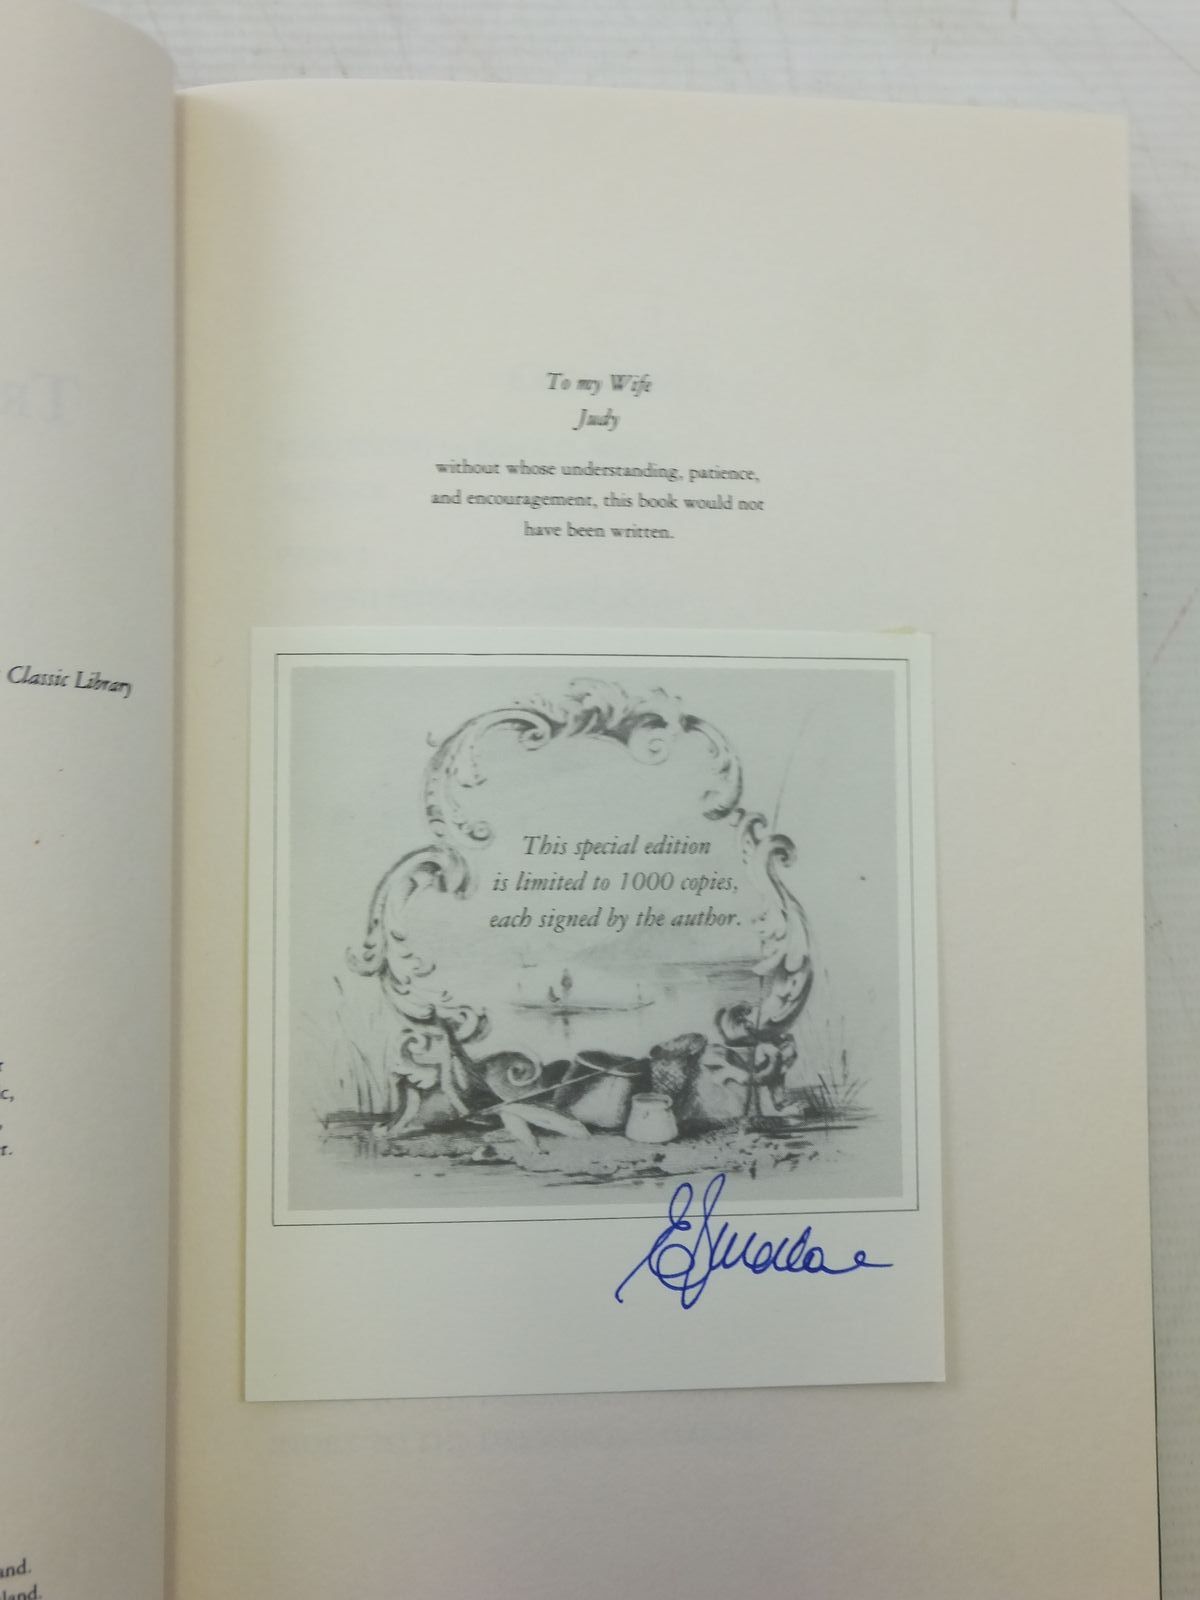 Classic Library
To my Wife
Judy
without whose understanding, patience,
and encouragement, this book would not
have been written.
This special edition
is limited to 1000 copies,
each signed by the author.